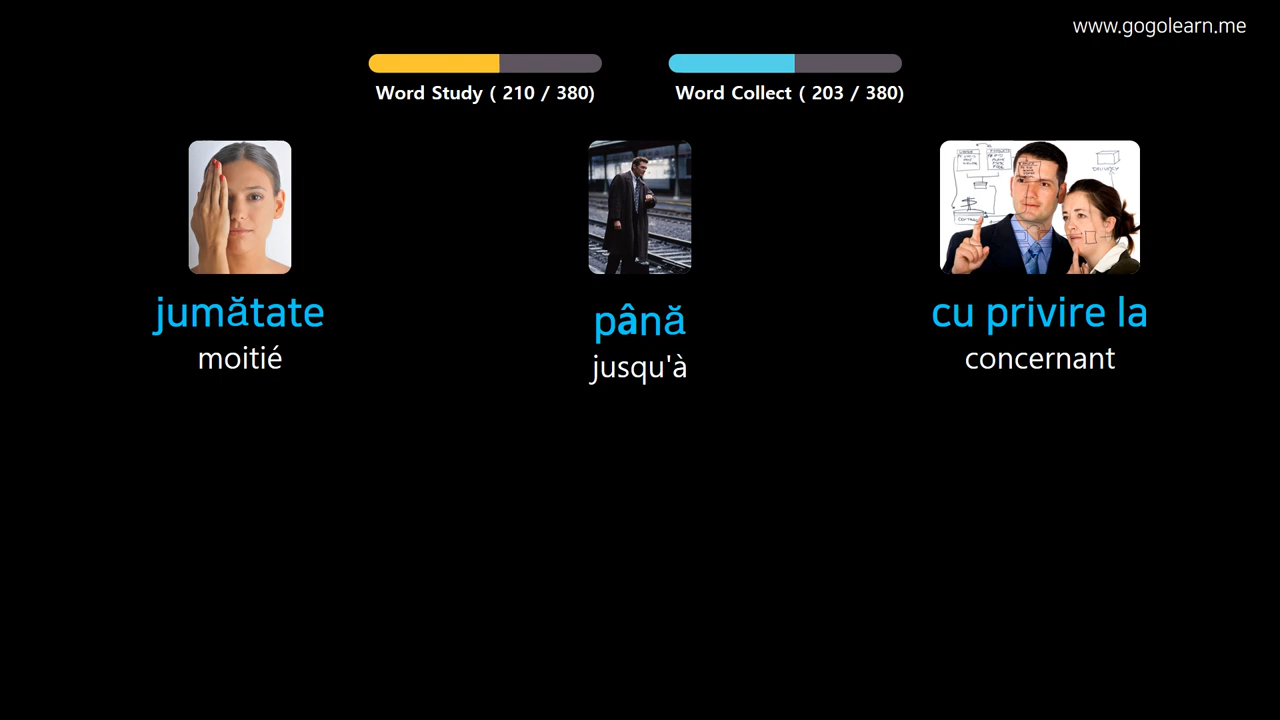 www.gogolearn.me
Word Study ( 210 / 380)
Word Collect ( 203 / 380)
jumătate
moitié
până
jusqu'à
cu privire la
concernant